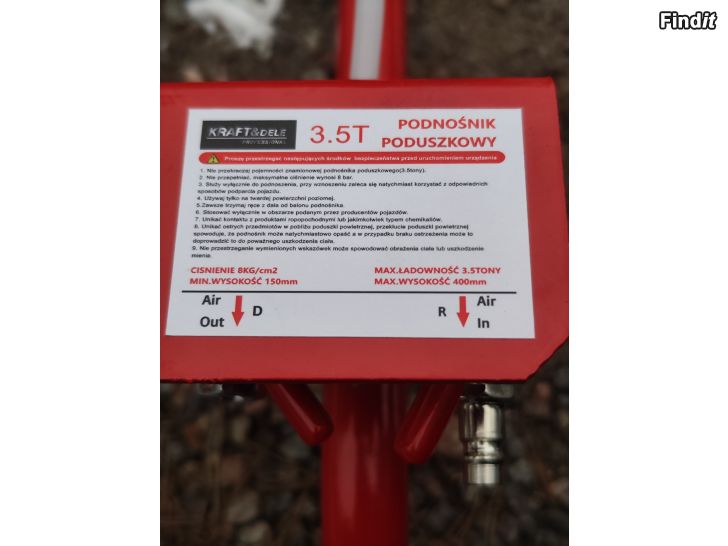 Findit
KRAFT&DELE
PROFESSIONAL
3.5T
PODNOŚNIK
PODUSZKOWY
Proszę przestrzegać następujących środków bezpieczeństwa przed uruchomieniem urządzenia
1. Nie przekraczaj pojemności znamionowej podnośnika poduszkowego(3.5tony).
2. Nie przepełniać, maksymalne ciśnienie wynosi 8 bar.
3. Służy wyłącznie do podnoszenia, przy wznoszeniu zaleca się natychmiast korzystać z odpowiednich
sposobów podparcia pojazdu.
4. Używaj tylko na twardej powierzchni poziomej.
5.Zawsze trzymaj ręce z dala od balonu podnośnika.
6. Stosować wyłącznie w obszarze podanym przez producentów pojazdów.
7. Unikać kontaktu z produktami ropopochodnymi lub jakimkolwiek typem chemikaliów.
8. Unikać ostrych przedmiotów w pobliżu poduszki powietrznej, przekłucie poduszki powietrznej
spowoduje, że podnośnik może natychmiastowo opaść a w przypadku braku ostrzeżenia może to
doprowadzić to do poważnego uszkodzenia ciała.
9. Nie przestrzeganie wymienionych wskazówek może spowodować obrażenia ciała lub uszkodzenie
mienia.
CISNIENIE 8KG/cm2
MAX.ŁADOWNOŚĆ 3.5TONY
MIN.WYSOKOŚĆ 150mm
MAX.WYSOKOŚĆ 400mm
Air
Out
D
R
Air
In